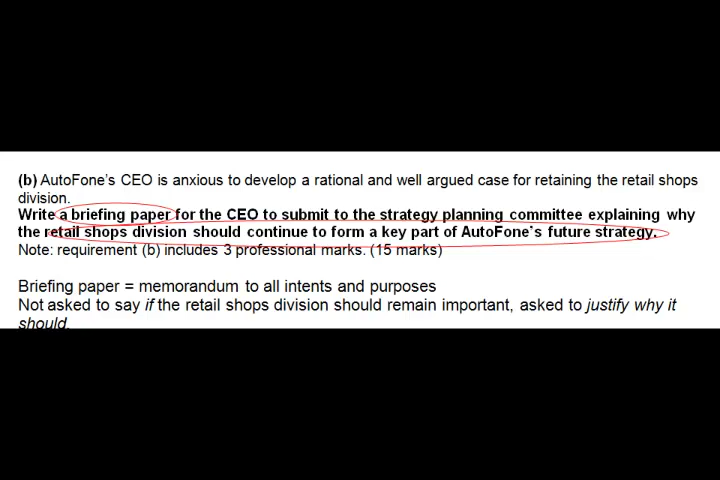 (b) AutoFone's CEO is anxious to develop a rational and well argued case for retaining the retail shops
division.
Write a briefing paper for the CEO to submit to the strategy planning committee explaining why
the retail shops division should continue to form a key part of AutoFone's future strategy.
Note: requirement (b) includes 3 professional marks. (15 marks)
Briefing paper = memorandum to all intents and purposes
Not asked to say if the retail shops division should remain important, asked to justify why it
should.